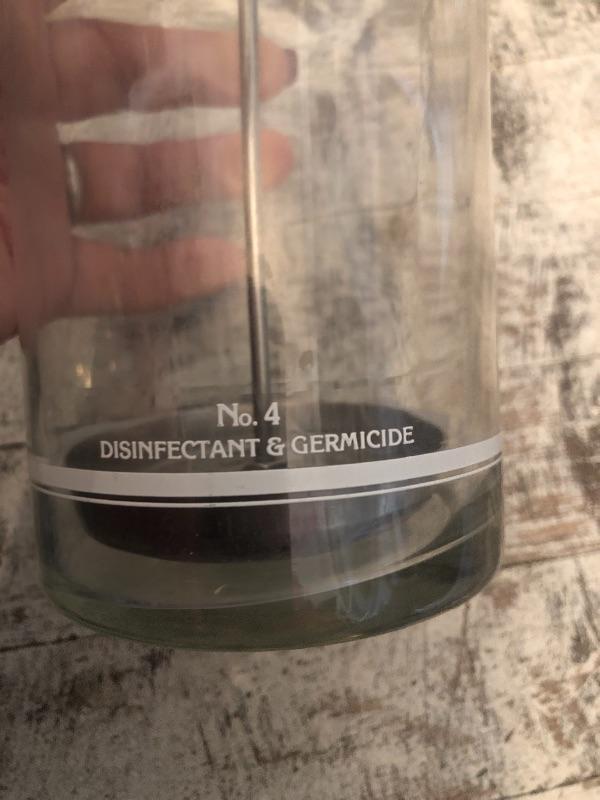 No. 4
DISINFECTANT & GERMICIDE